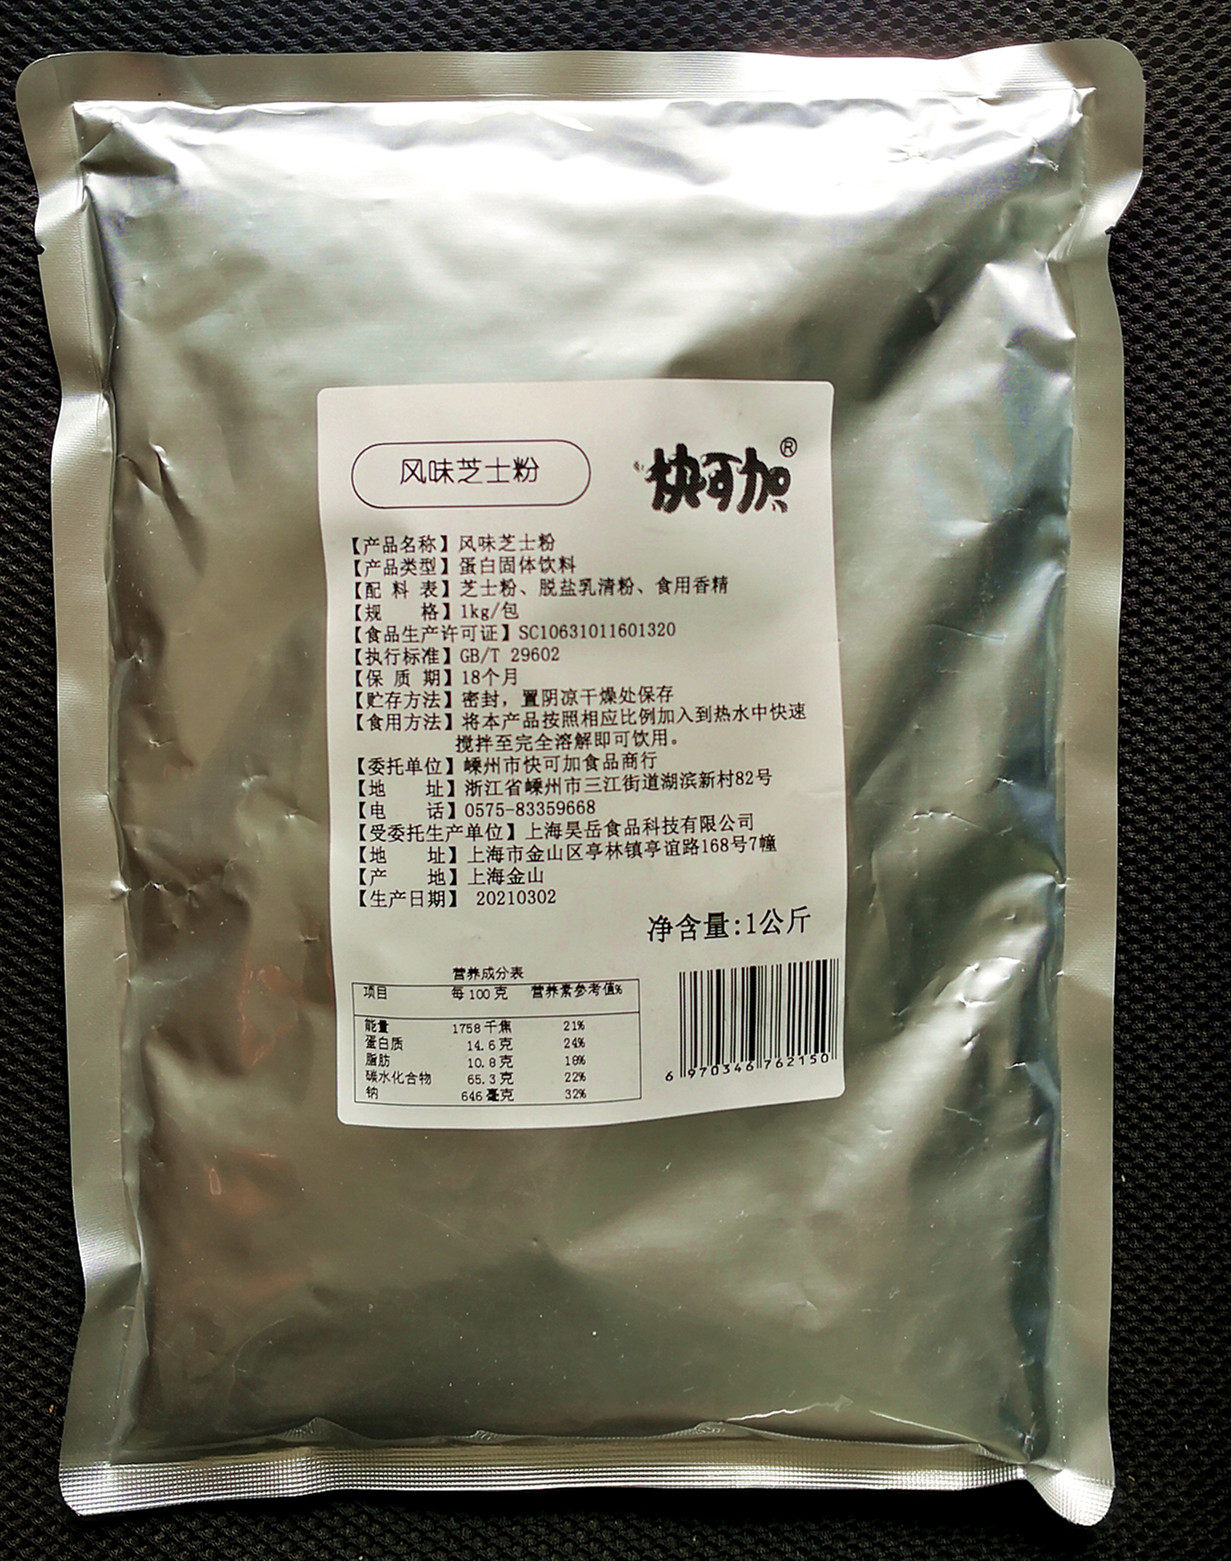 风味芝士粉
快可加®
【产品名称】风味芝士粉
【产品类型】蛋白固体饮料
【配 料 表】芝士粉、脱盐乳清粉、食用香精
【规 格】1kg/包
【食品生产许可证】SC10631011601320
【执行标准】GB/T 29602
【保 质 期】18个月
【贮存方法】密封，置阴凉干燥处保存
【食用方法】将本产品按照相应比例加入到热水中快速
搅拌至完全溶解即可饮用。
【委托单位】嵊州市快可加食品商行
【地 址】浙江省嵊州市三江街道湖滨新村82号
【电 话】0575-83359668
【受委托生产单位】上海昊岳食品科技有限公司
【地 址】上海市金山区亭林镇亭谊路168号7幢
【产 地】上海金山
【生产日期】 20210302
净含量:1公斤
营养成分表
项目 每100克 营养素参考值%
能量 1758千焦 21%
蛋白质 14.6克 24%
脂肪 10.8克 18%
碳水化合物 65.3克 22%
钠 646毫克 32%
6 970346 762150